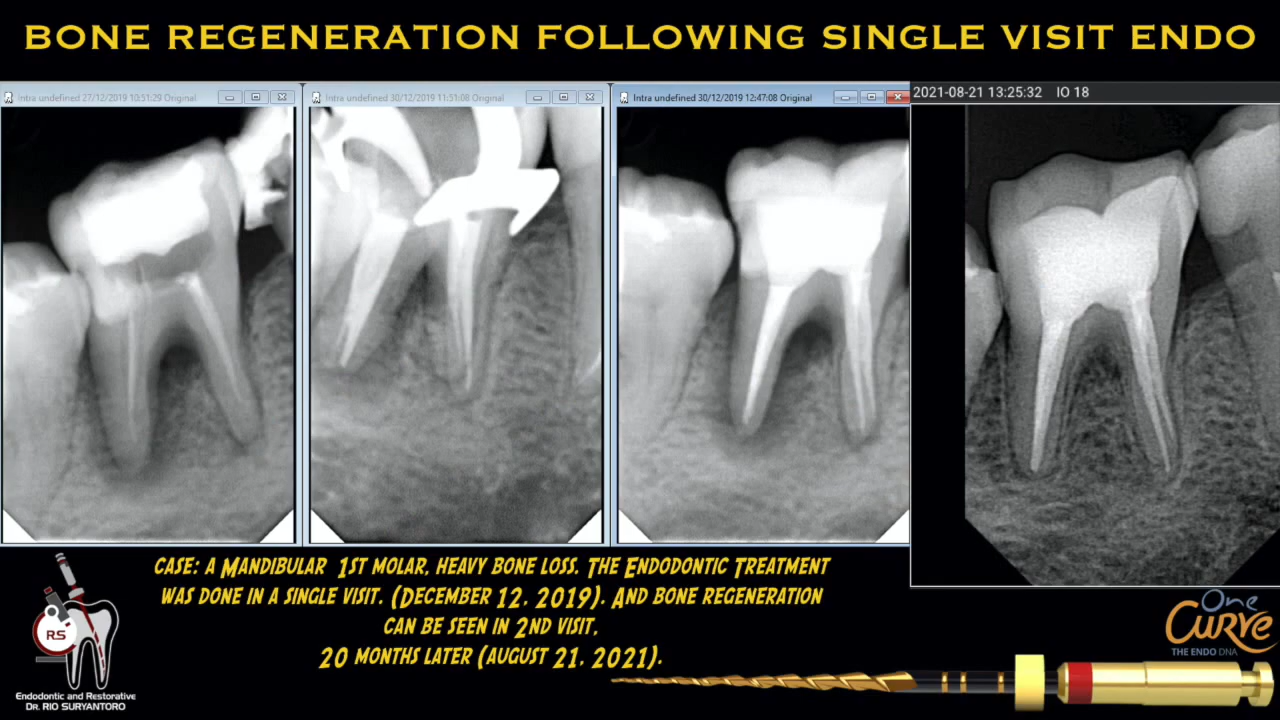 BONE REGENERATION FOLLOWING SINGLE VISIT ENDO
Intra undefined 27/12/2019 10:51:29 Original
Intra undefined 30/12/2019 11:51:08 Original
Intra undefined 30/12/2019 12:47:08 Original
2021-08-21 13:25:32 IO 18
CASE: A MANDIBULAR 1ST MOLAR, HEAVY BONE LOSS. THE ENDODONTIC TREATMENT
WAS DONE IN A SINGLE VISIT. (DECEMBER 12, 2019). AND BONE REGENERATION
CAN BE SEEN IN 2ND VISIT,
20 MONTHS LATER (AUGUST 21, 2021).
RS
Endodontic and Restorative
DR. RIO SURYANTORO
One
Curve
THE ENDO DNA